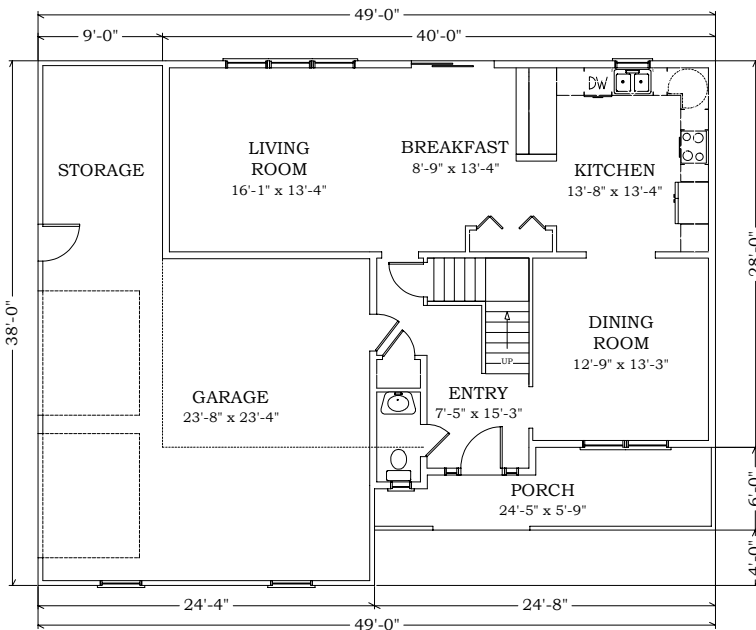 49'-0"
9'-0"
40'-0"
DW
STORAGE
LIVING
ROOM
16'-1" x 13'-4"
BREAKFAST
8'-9" x 13'-4"
KITCHEN
13'-8" x 13'-4"
28'-0"
38'-0"
DINING
ROOM
12'-9" x 13'-3"
UP
GARAGE
23'-8" x 23'-4"
ENTRY
7'-5" x 15'-3"
PORCH
24'-5" x 5'-9"
6'-0"
4'-0"
24'-4"
24'-8"
49'-0"